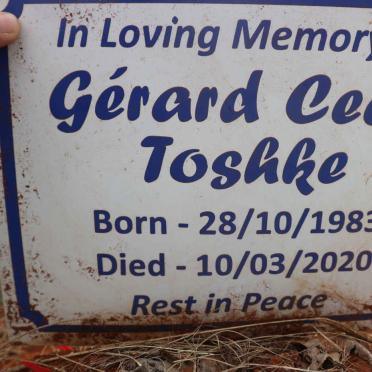 In Loving Memory
Gérard
Toshke
Born - 28/10/1983
Died - 10/03/2020
Rest in Peace